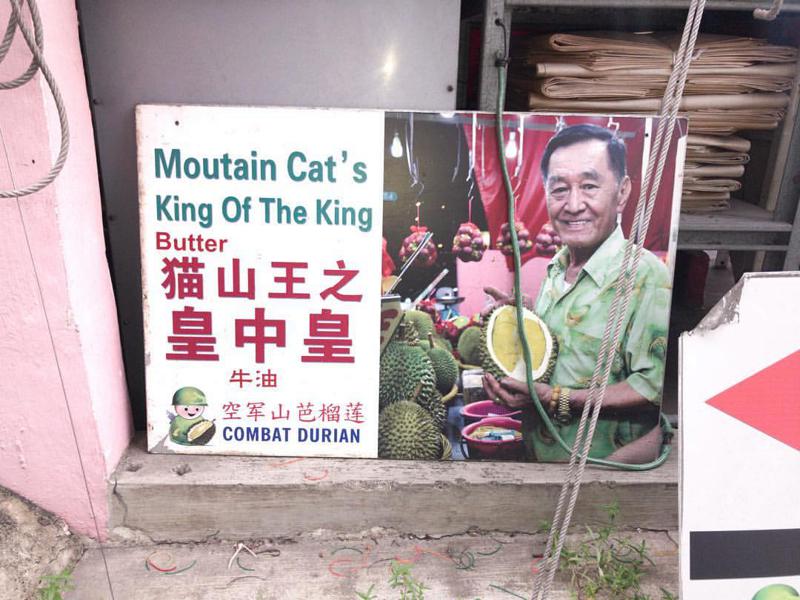 Moutain Cat's
King Of The King
Butter
猫山王之
皇中皇
牛油
空军山芭榴莲
COMBAT DURIAN